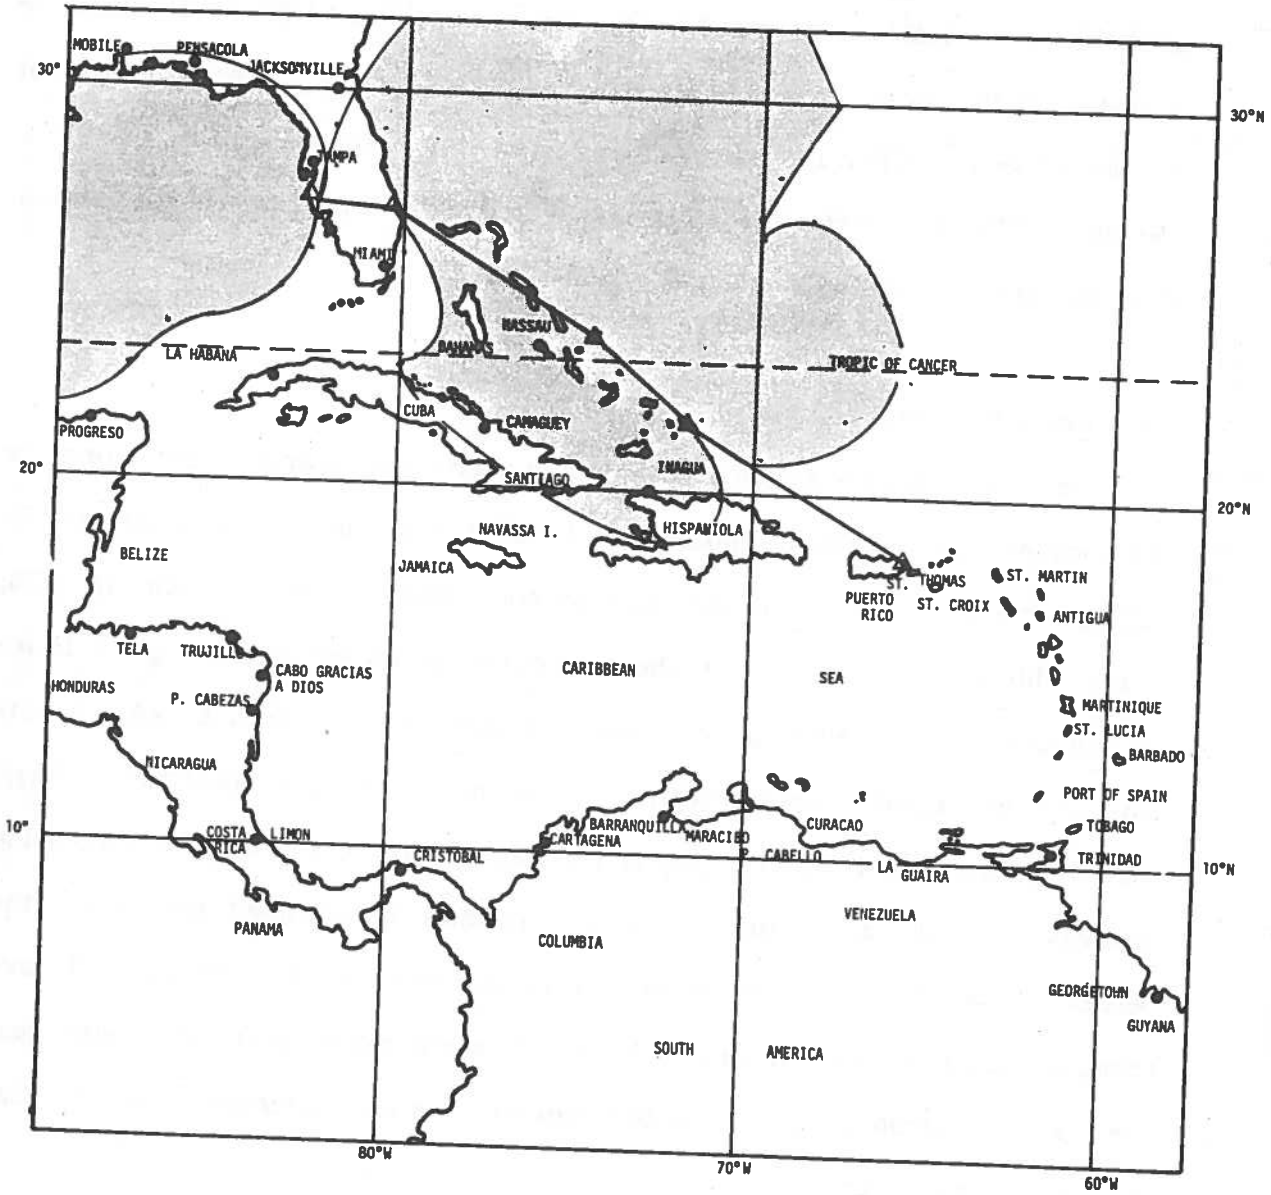 MOBILE
PENSACOLA
JACKSONVILLE
30°
30°N
TAMPA
MIAMI
NASSAU
BAHAMAS
LA HABANA
TROPIC OF CANCER
CUBA
CAMAGUEY
PROGRESO
20°
INAGUA
SANTIAGO
20°N
NAVASSA I.
HISPANIOLA
BELIZE
JAMAICA
ST. THOMAS
ST. MARTIN
PUERTO
RICO
ST. CROIX
ANTIGUA
TELA
TRUJILLO
CARIBBEAN
SEA
CABO GRACIAS
A DIOS
HONDURAS
P. CABEZAS
MARTINIQUE
ST. LUCIA
NICARAGUA
BARBADO
PORT OF SPAIN
10°
COSTA
RICA
LIMON
BARRANQUILLA
CARTAGENA
MARACIBO
CURACAO
TOBAGO
CRISTOBAL
P. CABELLO
LA GUAIRA
TRINIDAD
10°N
PANAMA
COLUMBIA
VENEZUELA
GEORGETOWN
GUYANA
SOUTH
AMERICA
80°W
70°W
60°W